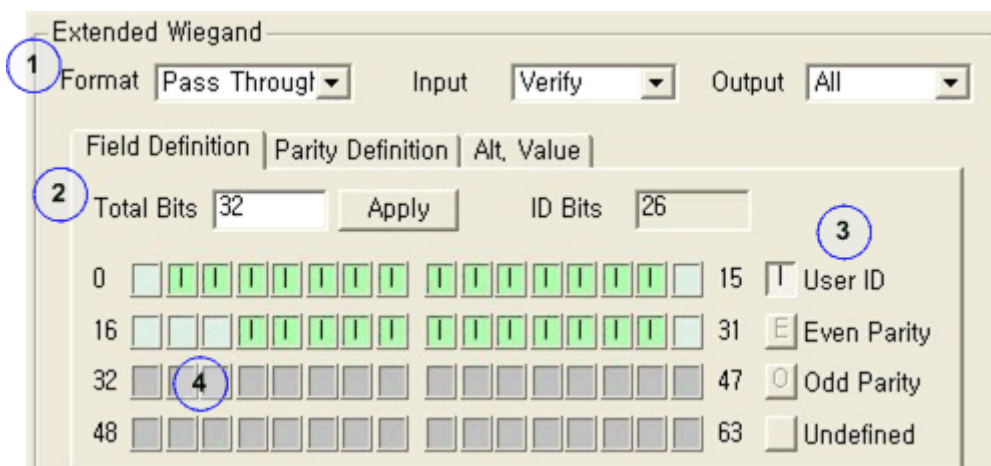 Extended Wiegand
1
Format Pass Through Input Verify Output All
Field Definition Parity Definition Alt, Value
2
Total Bits 32 Apply ID Bits 26
3
0 I I I I I I I I I I I I I I 15 I User ID
16 I I I I I I I I I I I I 31 E Even Parity
32 4 47 O Odd Parity
48 63 Undefined